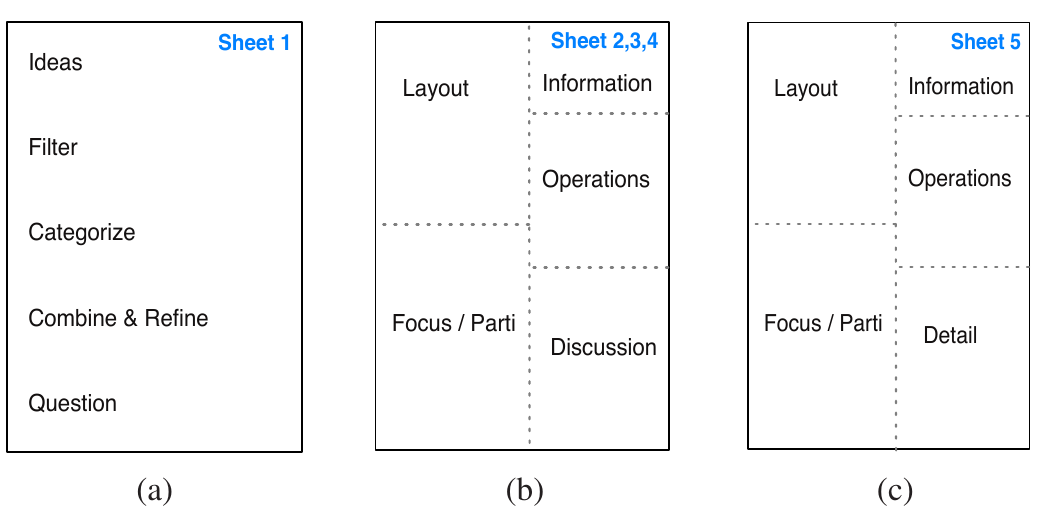 Sheet 1
Ideas
Filter
Categorize
Combine & Refine
Question
(a)
Sheet 2,3,4
Layout
Information
Operations
Focus / Parti
Discussion
(b)
Sheet 5
Layout
Information
Operations
Focus / Parti
Detail
(c)